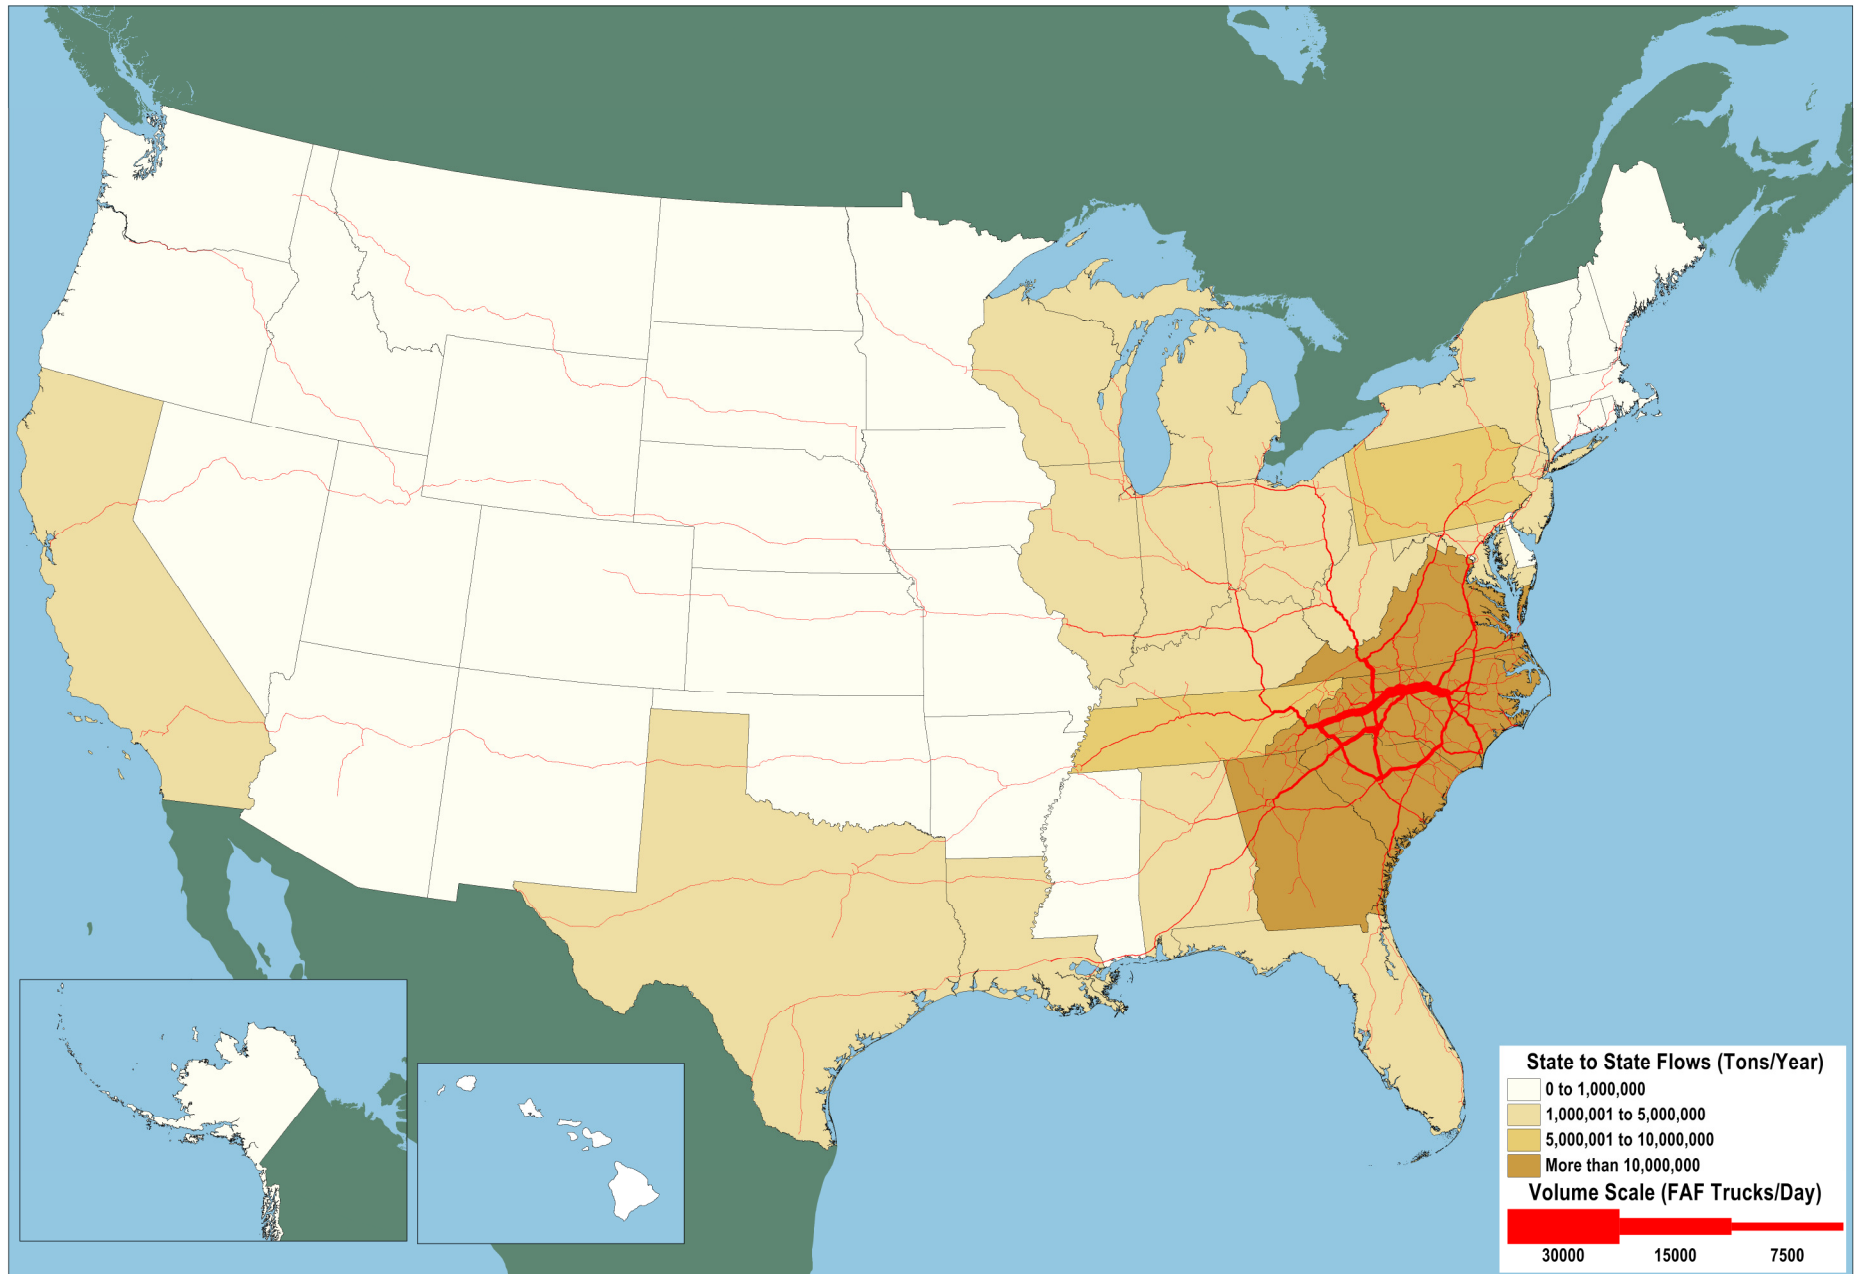 State to State Flows (Tons/Year)
0 to 1,000,000
1,000,001 to 5,000,000
5,000,001 to 10,000,000
More than 10,000,000
Volume Scale (FAF Trucks/Day)
30000 15000 7500